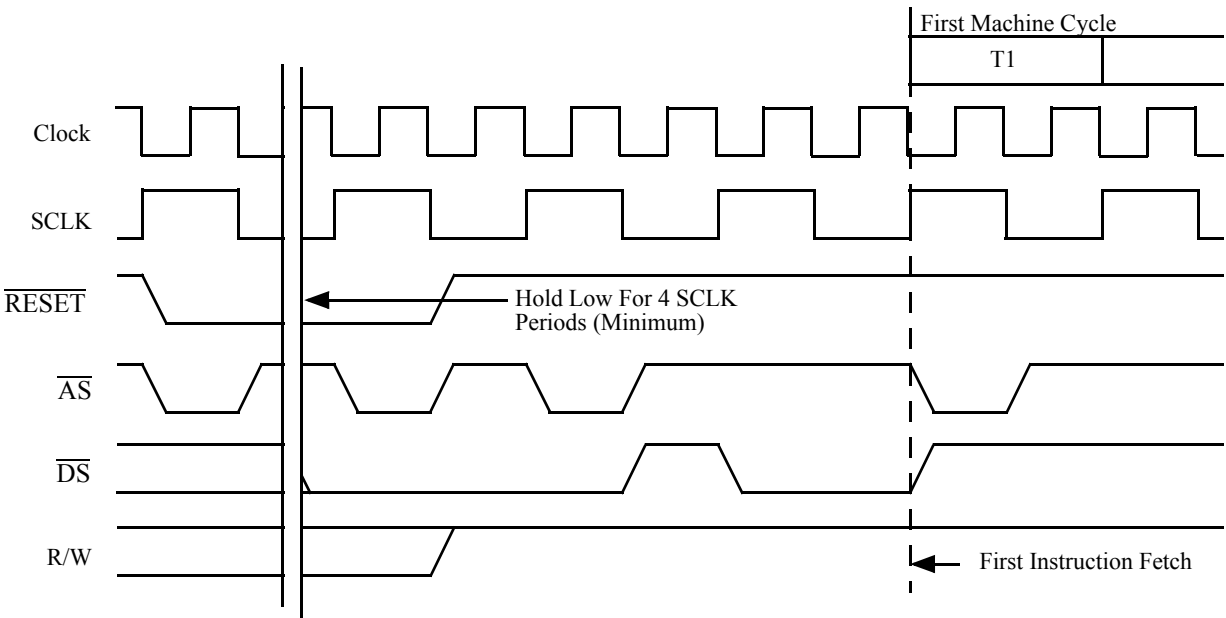 First Machine Cycle
T1
Clock
SCLK
RESET
Hold Low For 4 SCLK
Periods (Minimum)
AS
DS
R/W
First Instruction Fetch